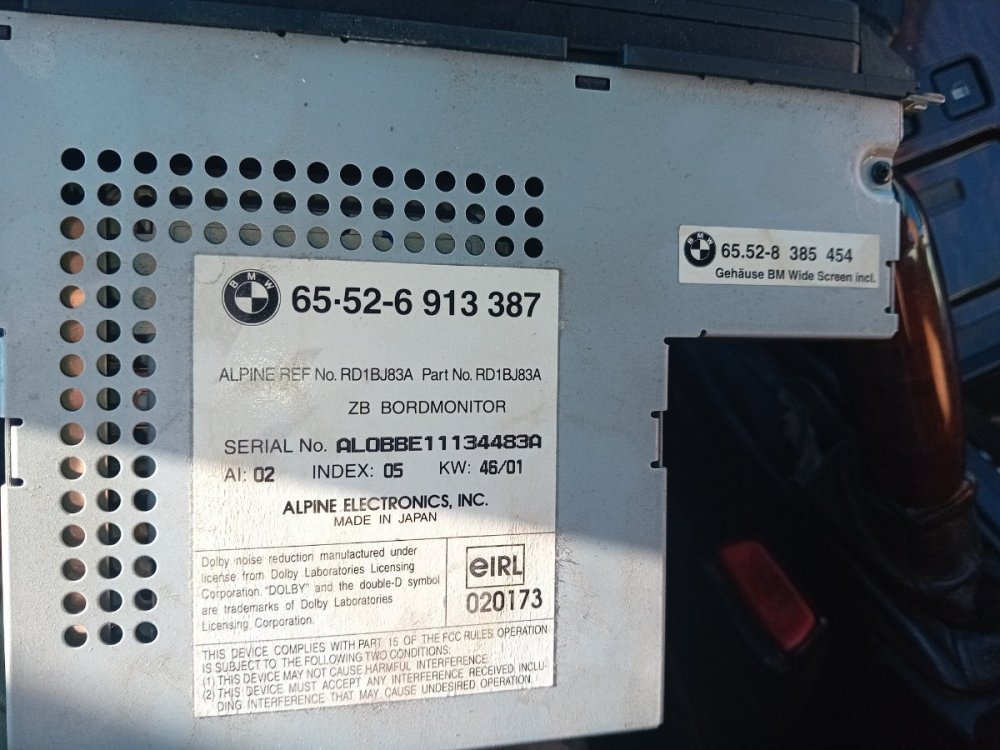 BMW
65·52-6 913 387
ALPINE REF No. RD1BJ83A Part No. RD1BJ83A
ZB BORDMONITOR
SERIAL No. ALOBBE11134483A
AI: 02 INDEX: 05 KW: 46/01
ALPINE ELECTRONICS, INC.
MADE IN JAPAN
Dolby noise reduction manufactured under
license from Dolby Laboratories Licensing
Corporation. "DOLBY" and the double-D symbol
are trademarks of Dolby Laboratories
Licensing Corporation.
eIRL
020173
THIS DEVICE COMPLIES WITH PART 15 OF THE FCC RULES OPERATION
IS SUBJECT TO THE FOLLOWING TWO CONDITIONS:
(1) THIS DEVICE MAY NOT CAUSE HARMFUL INTERFERENCE
(2) THIS DEVICE MUST ACCEPT ANY INTERFERENCE RECEIVED, INCLU-
DING INTERFERENCE THAT MAY CAUSE UNDESIRED OPERATION.
BMW
65.52-8 385 454
Gehäuse BM Wide Screen incl.